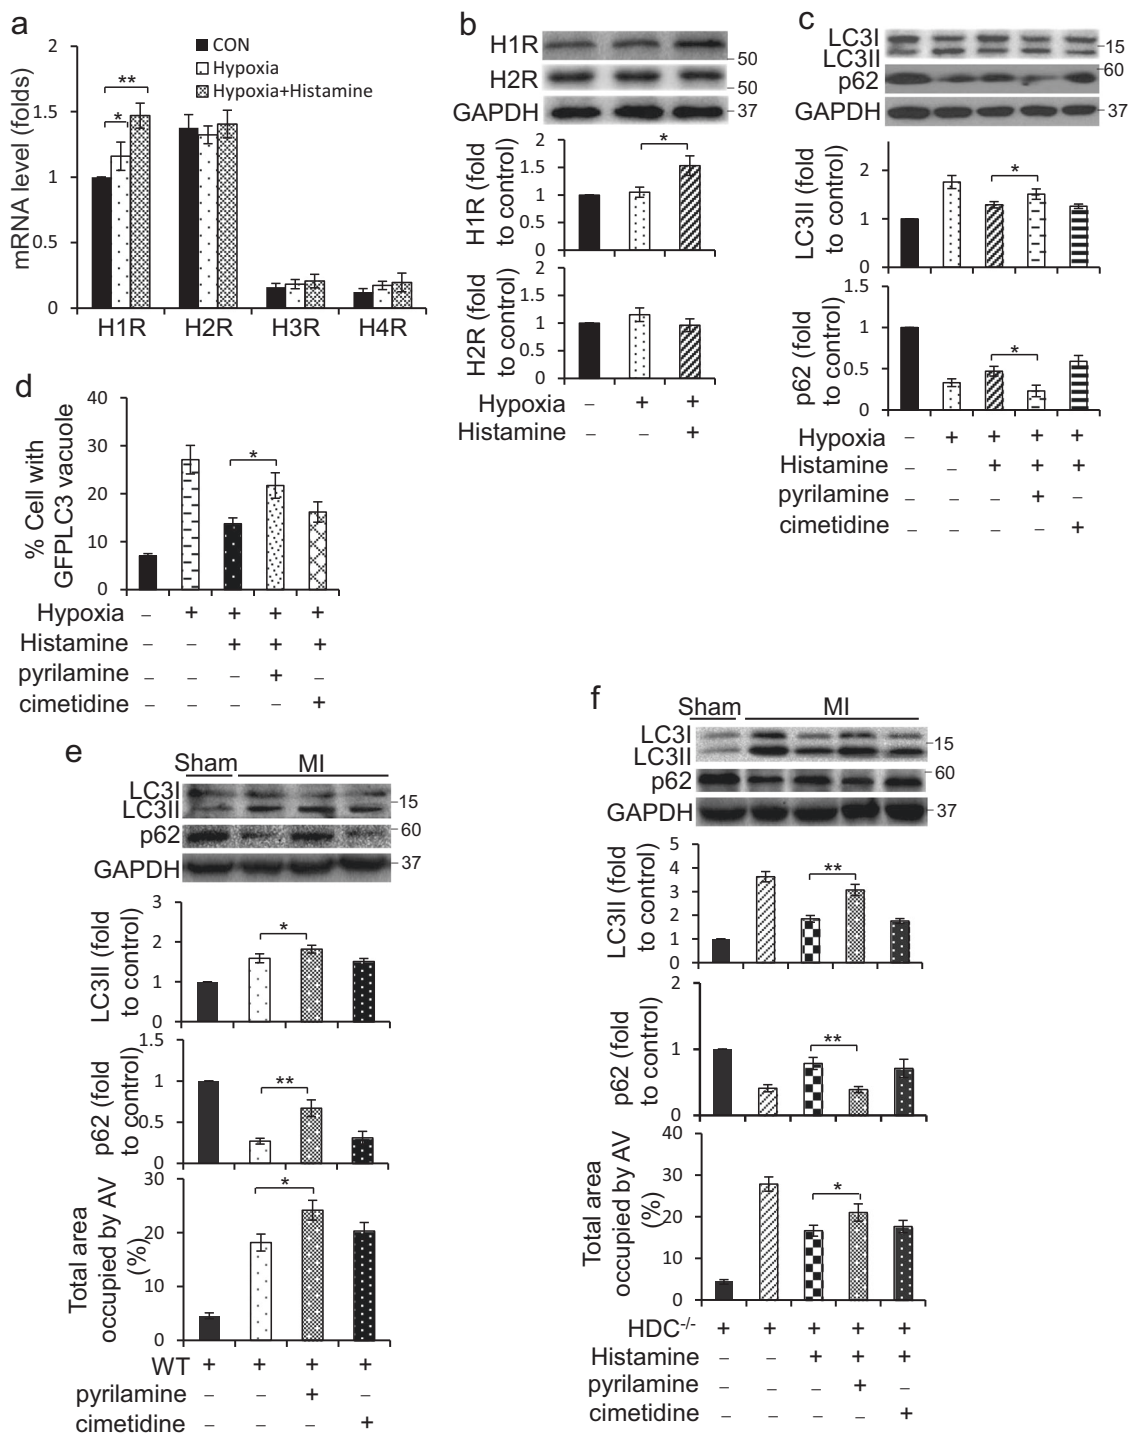 a
CON
Hypoxia
Hypoxia+Histamine
mRNA level (folds)
2
1.5
1
0.5
0
*
**
H1R H2R H3R H4R
b
H1R
50
H2R
50
GAPDH
37
H1R (fold
to control)
2
1.5
1
0.5
0
*
H2R (fold
to control)
2
1.5
1
0.5
0
Hypoxia – + +
Histamine – – +
c
LC3I
15
LC3II
p62
60
GAPDH
37
LC3II (fold
to control)
2
1
0
*
p62 (fold
to control)
1.5
1
0.5
0
*
Hypoxia – + + + +
Histamine – – + + +
pyrilamine – – – + –
cimetidine – – – – +
d
% Cell with
GFPLC3 vacuole
40
30
20
10
0
*
Hypoxia – + + + +
Histamine – – + + +
pyrilamine – – – + –
cimetidine – – – – +
e
Sham MI
LC3I
15
LC3II
p62
60
GAPDH
37
LC3II (fold
to control)
3
2
1
0
*
p62 (fold
to control)
1.5
1
0.5
0
**
Total area
occupied by AV
(%)
30
20
10
0
*
WT + + + +
pyrilamine – – + –
cimetidine – – – +
f
Sham MI
LC3I
15
LC3II
p62
60
GAPDH
37
LC3II (fold
to control)
5
4
3
2
1
0
**
p62 (fold
to control)
2
1
0
**
Total area
occupied by AV
(%)
40
30
20
10
0
*
HDC-/- + + + + +
Histamine – – + + +
pyrilamine – – – + –
cimetidine – – – – +